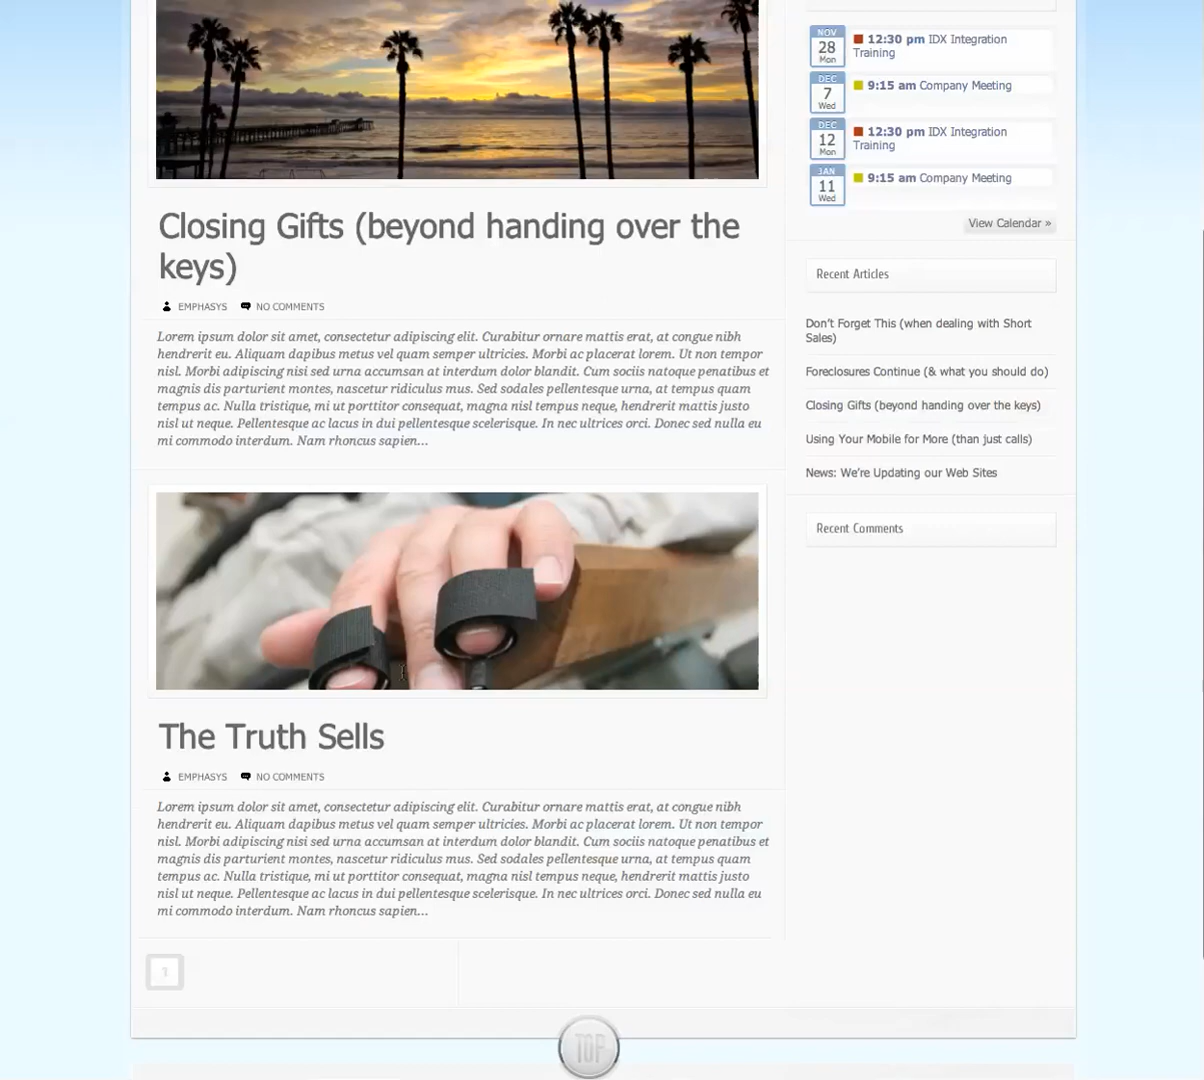 Closing Gifts (beyond handing over the
keys)
EMPHASYS NO COMMENTS
Lorem ipsum dolor sit amet, consectetur adipiscing elit. Curabitur ornare mattis erat, at congue nibh
hendrerit eu. Aliquam dapibus metus vel quam semper ultricies. Morbi ac placerat lorem. Ut non tempor
nisl. Morbi adipiscing nisi sed urna accumsan at interdum dolor blandit. Cum sociis natoque penatibus et
magnis dis parturient montes, nascetur ridiculus mus. Sed sodales pellentesque urna, at tempus quam
tempus ac. Nulla tristique, mi ut porttitor consequat, magna nisl tempus neque, hendrerit mattis justo
nisl ut neque. Pellentesque ac lacus in dui pellentesque scelerisque. In nec ultrices orci. Donec sed nulla eu
mi commodo interdum. Nam rhoncus sapien...
The Truth Sells
EMPHASYS NO COMMENTS
Lorem ipsum dolor sit amet, consectetur adipiscing elit. Curabitur ornare mattis erat, at congue nibh
hendrerit eu. Aliquam dapibus metus vel quam semper ultricies. Morbi ac placerat lorem. Ut non tempor
nisl. Morbi adipiscing nisi sed urna accumsan at interdum dolor blandit. Cum sociis natoque penatibus et
magnis dis parturient montes, nascetur ridiculus mus. Sed sodales pellentesque urna, at tempus quam
tempus ac. Nulla tristique, mi ut porttitor consequat, magna nisl tempus neque, hendrerit mattis justo
nisl ut neque. Pellentesque ac lacus in dui pellentesque scelerisque. In nec ultrices orci. Donec sed nulla eu
mi commodo interdum. Nam rhoncus sapien...
TOP
NOV
28
Mon
12:30 pm IDX Integration
Training
DEC
7
Wed
9:15 am Company Meeting
DEC
12
Mon
12:30 pm IDX Integration
Training
JAN
11
Wed
9:15 am Company Meeting
View Calendar »
Recent Articles
Don't Forget This (when dealing with Short
Sales)
Foreclosures Continue (& what you should do)
Closing Gifts (beyond handing over the keys)
Using Your Mobile for More (than just calls)
News: We're Updating our Web Sites
Recent Comments